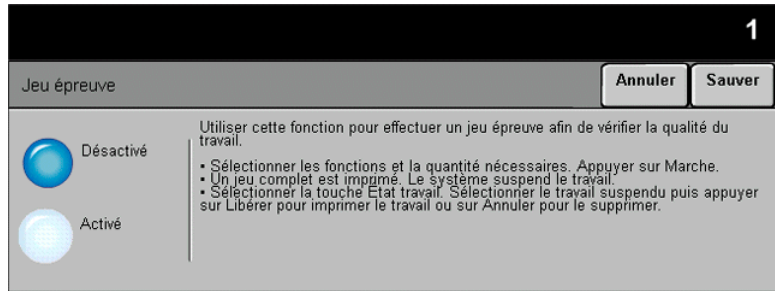 1
Jeu épreuve
Annuler
Sauver
Désactivé
Activé
Utiliser cette fonction pour effectuer un jeu épreuve afin de vérifier la qualité du
travail.
▪ Sélectionner les fonctions et la quantité nécessaires. Appuyer sur Marche.
▪ Un jeu complet est imprimé. Le système suspend le travail.
▪ Sélectionner la touche État travail. Sélectionner le travail suspendu puis appuyer
sur Libérer pour imprimer le travail ou sur Annuler pour le supprimer.